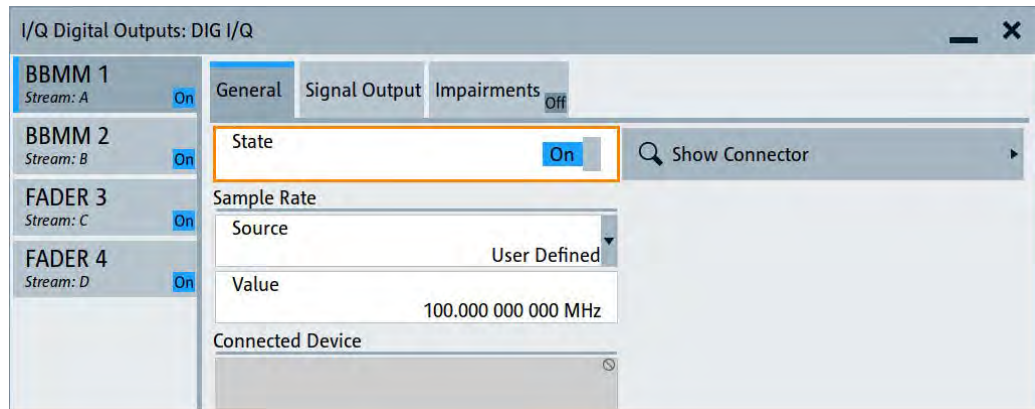 I/Q Digital Outputs: DIG I/Q
BBMM 1
Stream: A On
BBMM 2
Stream: B On
FADER 3
Stream: C On
FADER 4
Stream: D On
General Signal Output Impairments Off
State On
Show Connector
Sample Rate
Source
User Defined
Value
100.000 000 000 MHz
Connected Device